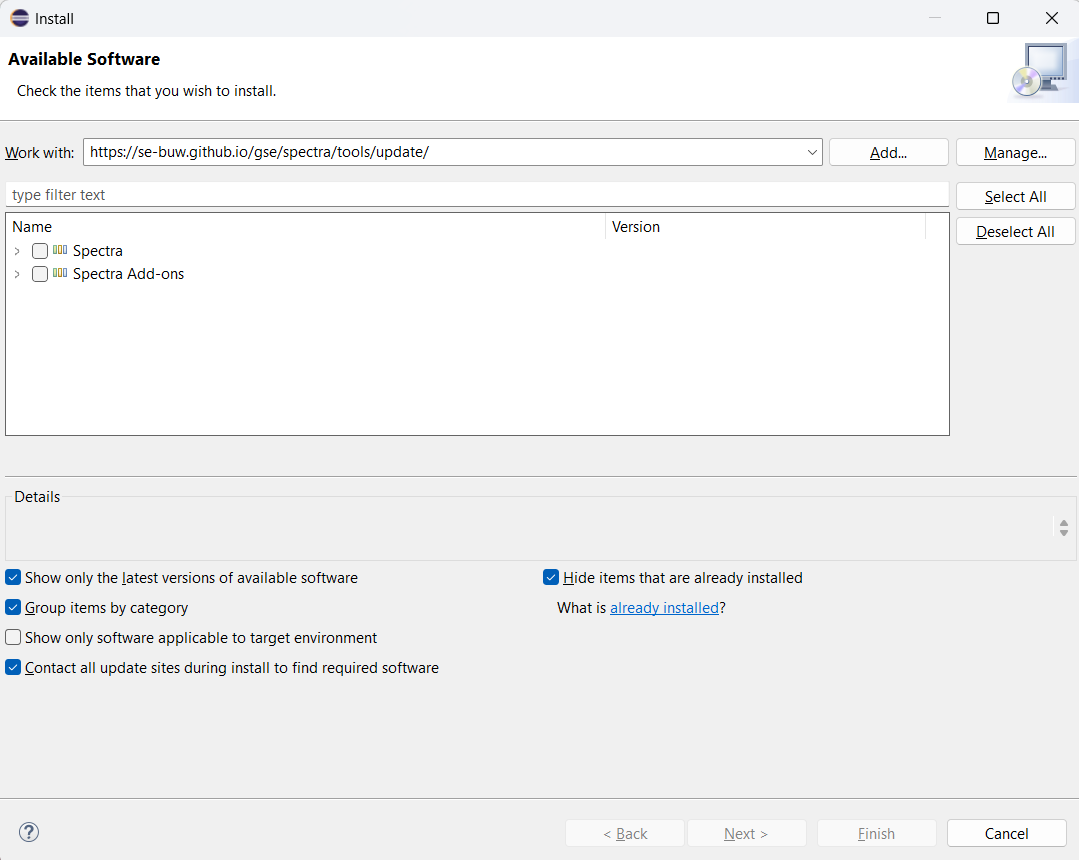 Install
Available Software
Check the items that you wish to install.
Work with: https://se-buw.github.io/gse/spectra/tools/update/ Add... Manage...
type filter text Select All
Deselect All
Name Version
Spectra
Spectra Add-ons
Details
Show only the latest versions of available software Hide items that are already installed
Group items by category What is already installed?
Show only software applicable to target environment
Contact all update sites during install to find required software
? < Back Next > Finish Cancel